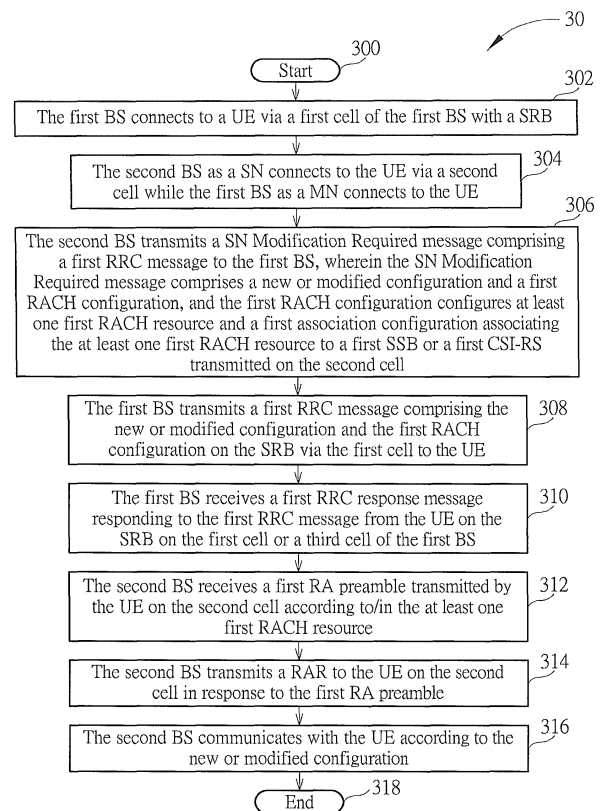 30
300
Start
302
The first BS connects to a UE via a first cell of the first BS with a SRB
304
The second BS as a SN connects to the UE via a second
cell while the first BS as a MN connects to the UE
306
The second BS transmits a SN Modification Required message comprising
a first RRC message to the first BS, wherein the SN Modification
Required message comprises a new or modified configuration and a first
RACH configuration, and the first RACH configuration configures at least
one first RACH resource and a first association configuration associating
the at least one first RACH resource to a first SSB or a first CSI-RS
transmitted on the second cell
308
The first BS transmits a first RRC message comprising the
new or modified configuration and the first RACH
configuration on the SRB via the first cell to the UE
310
The first BS receives a first RRC response message
responding to the first RRC message from the UE on the
SRB on the first cell or a third cell of the first BS
312
The second BS receives a first RA preamble transmitted by
the UE on the second cell according to/in the at least one
first RACH resource
314
The second BS transmits a RAR to the UE on the second
cell in response to the first RA preamble
316
The second BS communicates with the UE according to the
new or modified configuration
318
End